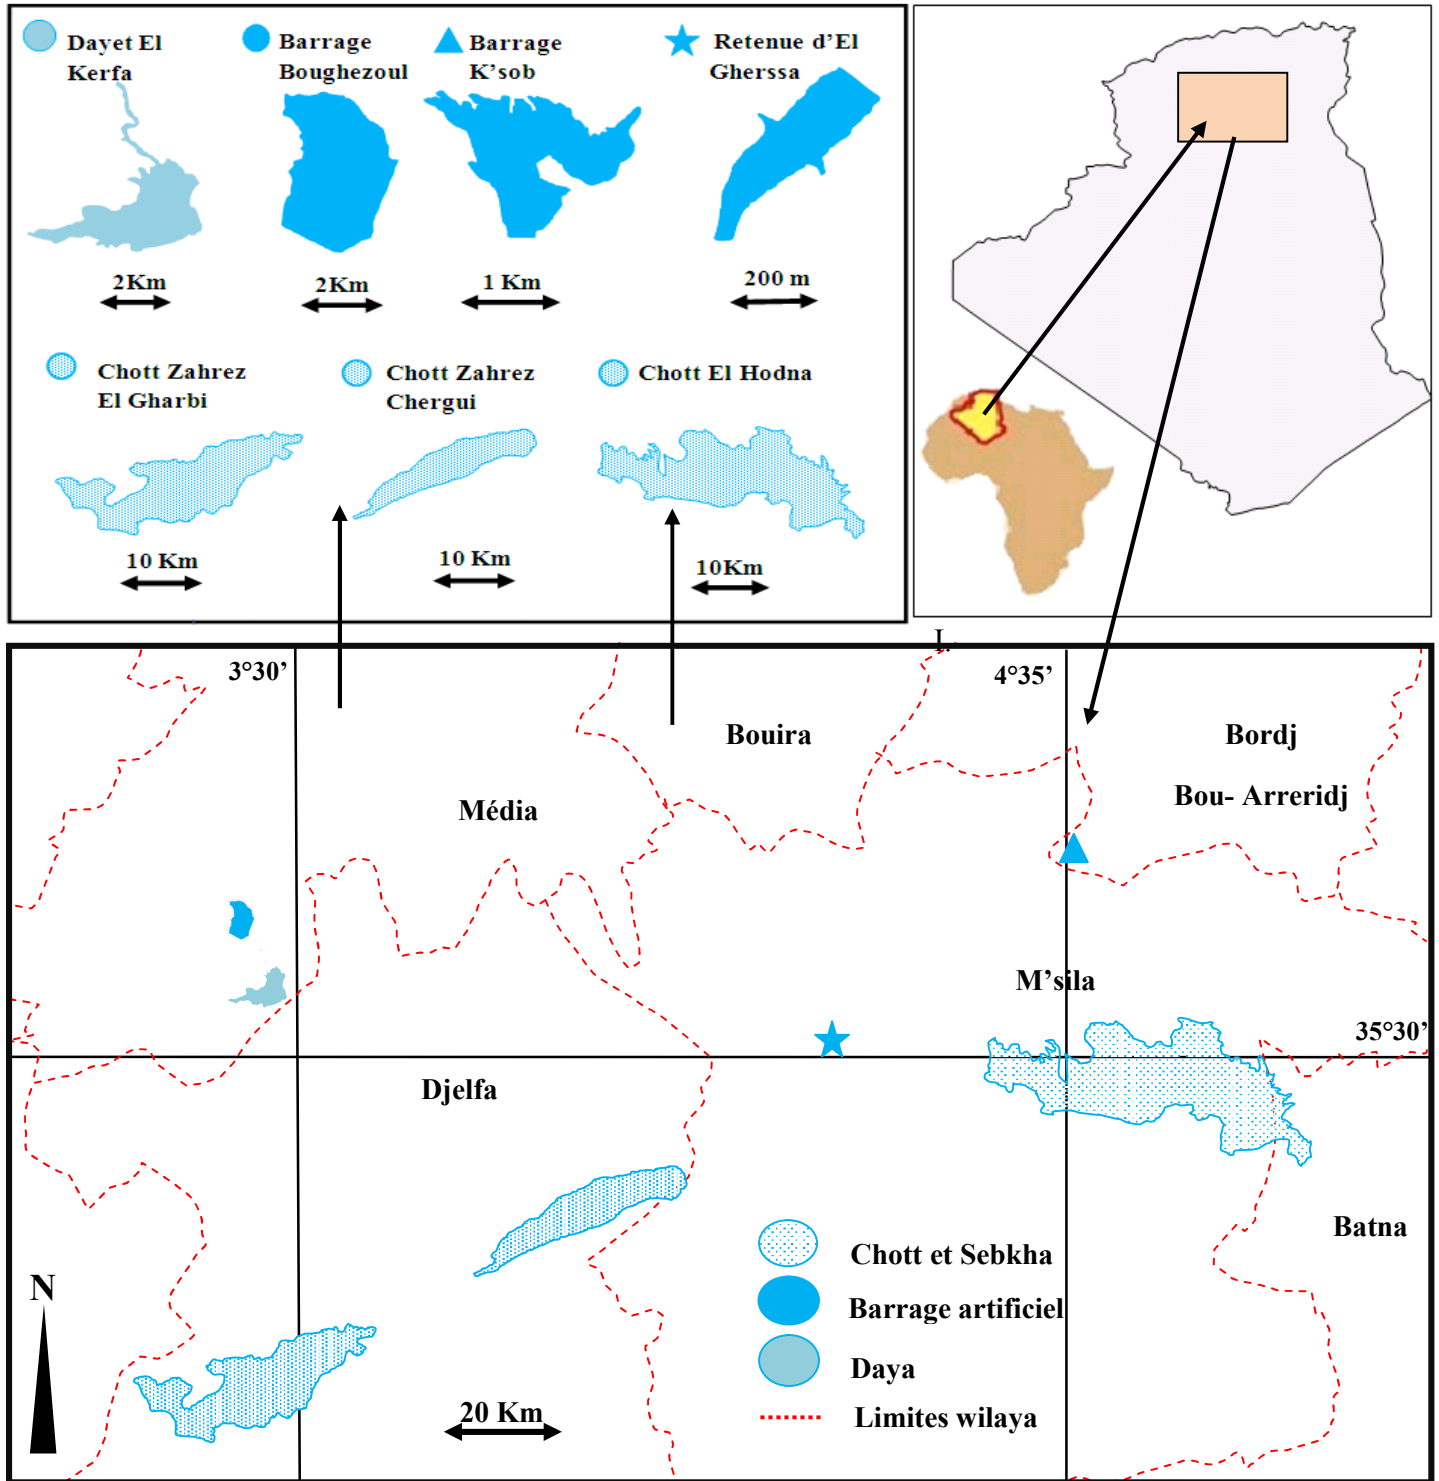 Dayet El
Kerfa
Barrage
Boughezoul
Barrage
K’sob
Retenue d’El
Gherssa
2Km
2Km
1 Km
200 m
Chott Zahrez
El Gharbi
Chott Zahrez
Chergui
Chott El Hodna
10 Km
10 Km
10Km
I.
3°30’
4°35’
Bouira
Bordj
Bou- Arreridj
Média
M’sila
35°30’
Djelfa
Batna
Chott et Sebkha
Barrage artificiel
Daya
Limites wilaya
N
20 Km